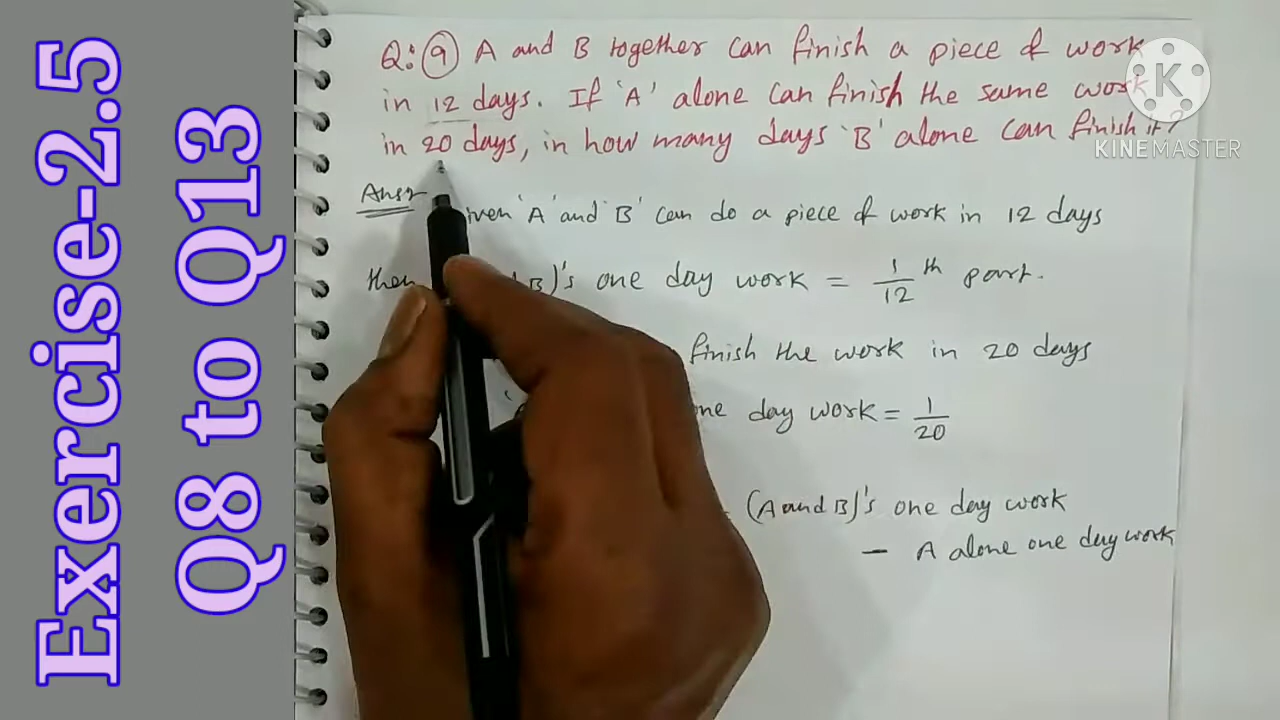 Exercise-2.5
Q8 to Q13
Q: 9 A and B together can finish a piece of work
in 12 days. If 'A' alone can finish the same work
in 20 days, in how many days 'B' alone can finish it?
K
KINEMASTER
Ansr
'A' and 'B' can do a piece of work in 12 days
then B)'s one day work = 1/12 th part.
finish the work in 20 days
day work = 1/20
(A and B)'s one day work
- A alone one day work